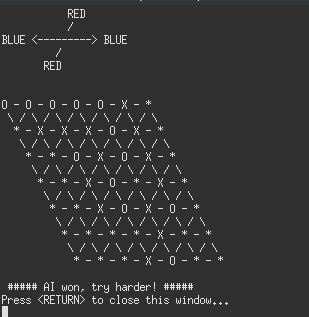 RED
/
BLUE <---------> BLUE
/
RED
O - O - O - O - O - O - X - *
\ / \ / \ / \ / \ / \ / \ / \
* - X - X - X - O - X - *
\ / \ / \ / \ / \ / \ / \ / \
* - * - O - X - O - X - *
\ / \ / \ / \ / \ / \ / \ / \
* - * - X - O - * - X - *
\ / \ / \ / \ / \ / \ / \ / \
* - * - X - O - X - O - *
\ / \ / \ / \ / \ / \ / \ / \
* - * - * - * - X - * - *
\ / \ / \ / \ / \ / \ / \ / \
* - * - * - X - O - * - *
##### AI won, try harder! #####
Press <RETURN> to close this window...